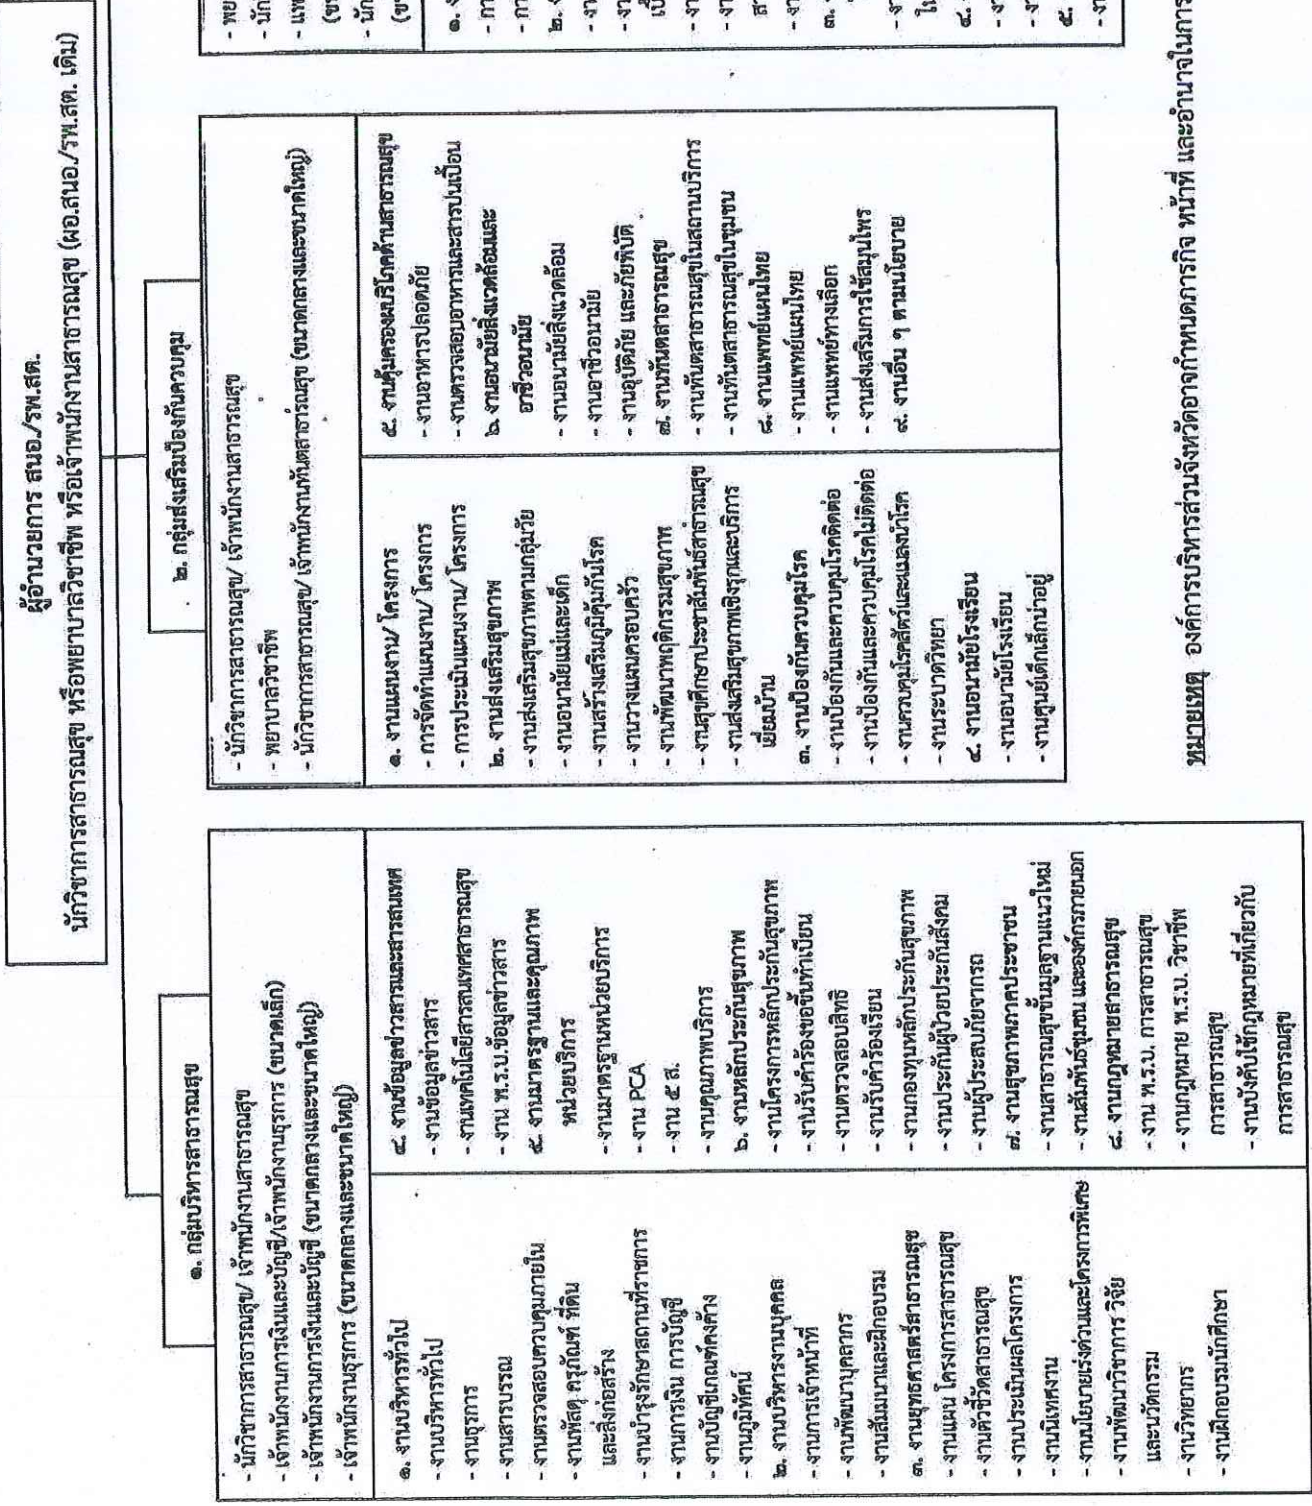 ผู้อำนวยการ สนอ./รพ.สต.
นักวิชาการสาธารณสุข หรือพยาบาลวิชาชีพ หรือเจ้าพนักงานสาธารณสุข (ผอ.สนอ./รพ.สต. เดิม)
๑. กลุ่มบริหารสาธารณสุข
- นักวิชาการสาธารณสุข/ เจ้าพนักงานสาธารณสุข
- เจ้าพนักงานการเงินและบัญชี/เจ้าพนักงานธุรการ (ขนาดเล็ก)
- เจ้าพนักงานการเงินและบัญชี (ขนาดกลางและขนาดใหญ่)
- เจ้าพนักงานธุรการ (ขนาดกลางและขนาดใหญ่)
๑. งานบริหารทั่วไป
- งานบริหารทั่วไป
- งานธุรการ
- งานสารบรรณ
- งานตรวจสอบควบคุมภายใน
- งานพัสดุ ครุภัณฑ์ ที่ดิน
และสิ่งก่อสร้าง
- งานบำรุงรักษาสถานที่ราชการ
- งานการเงิน การบัญชี
- งานบัญชีเกณฑ์คงค้าง
- งานภูมิทัศน์
๒. งานบริหารงานบุคคล
- งานการเจ้าหน้าที่
- งานพัฒนาบุคลากร
- งานสัมมนาและฝึกอบรม
๓. งานยุทธศาสตร์สาธารณสุข
- งานแผน โครงการสาธารณสุข
- งานตัวชี้วัดสาธารณสุข
- งานประเมินผลโครงการ
- งานนิเทศงาน
- งานนโยบายเร่งด่วนและโครงการพิเศษ
- งานพัฒนาวิชาการ วิจัย
และนวัตกรรม
- งานวิทยากร
- งานฝึกอบรมนักศึกษา
๔. งานข้อมูลข่าวสารและสารสนเทศ
- งานข้อมูลข่าวสาร
- งานเทคโนโลยีสารสนเทศสาธารณสุข
- งาน พ.ร.บ.ข้อมูลข่าวสาร
๕. งานมาตรฐานและคุณภาพ
หน่วยบริการ
- งานมาตรฐานหน่วยบริการ
- งาน PCA
- งาน ๕ ส.
- งานคุณภาพบริการ
๖. งานหลักประกันสุขภาพ
- งานโครงการหลักประกันสุขภาพ
- งานรับคำร้องขอขึ้นทำเบียน
- งานตรวจสอบสิทธิ
- งานรับคำร้องเรียน
- งานกองทุนหลักประกันสุขภาพ
- งานประกันผู้ป่วยประกันสังคม
- งานผู้ประสบภัยจากรถ
๗. งานสุขภาพภาคประชาชน
- งานสาธารณสุขขั้นมูลฐานแนวใหม่
- งานสัมพันธ์ชุมชน และองค์กรภายนอก
๘. งานกฎหมายสาธารณสุข
- งาน พ.ร.บ. การสาธารณสุข
- งานกฎหมาย พ.ร.บ. วิชาชีพ
การสาธารณสุข
- งานบังคับใช้กฎหมายที่เกี่ยวกับ
การสาธารณสุข
๒. กลุ่มส่งเสริมป้องกันควบคุม
- นักวิชาการสาธารณสุข/ เจ้าพนักงานสาธารณสุข
- พยาบาลวิชาชีพ
- นักวิชาการสาธารณสุข/ เจ้าพนักงานทันตสาธารณสุข (ขนาดกลางและขนาดใหญ่)
๑. งานแผนงาน/ โครงการ
- การจัดทำแผนงาน/ โครงการ
- การประเมินแผนงาน/ โครงการ
๒. งานส่งเสริมสุขภาพ
- งานส่งเสริมสุขภาพตามกลุ่มวัย
- งานอนามัยแม่และเด็ก
- งานสร้างเสริมภูมิคุ้มกันโรค
- งานวางแผนครอบครัว
- งานพัฒนาพฤติกรรมสุขภาพ
- งานสุขศึกษาประชาสัมพันธ์สาธารณสุข
- งานส่งเสริมสุขภาพเชิงรุกและบริการ
เยี่ยมบ้าน
๓. งานป้องกันควบคุมโรค
- งานป้องกันและควบคุมโรคติดต่อ
- งานป้องกันและควบคุมโรคไม่ติดต่อ
- งานควบคุมโรคสัตว์และแมลงนำโรค
- งานระบาดวิทยา
๔. งานอนามัยโรงเรียน
- งานอนามัยโรงเรียน
- งานศูนย์เด็กเล็กน่าอยู่
๕. งานคุ้มครองผู้บริโภคด้านสาธารณสุข
- งานอาหารปลอดภัย
- งานตรวจสอบอาหารและสารปนเปื้อน
๖. งานอนามัยสิ่งแวดล้อมและ
อาชีวอนามัย
- งานอนามัยสิ่งแวดล้อม
- งานอาชีวอนามัย
- งานอุบัติภัย และภัยพิบัติ
๗. งานทันตสาธารณสุข
- งานทันตสาธารณสุขในสถานบริการ
- งานทันตสาธารณสุขในชุมชน
๘. งานแพทย์แผนไทย
- งานแพทย์แผนไทย
- งานแพทย์ทางเลือก
- งานส่งเสริมการใช้สมุนไพร
๙. งานอื่น ๆ ตามนโยบาย
- พย
- นัก
- แพ
(ขน
- นัก
(ข
๑. ง
- กา
- กา
๒. ง
- งา
- งา
- งา
- งา
- งา
๓.
- งา
๔.
- งา
- งา
๕.
- งา
หมายเหตุ องค์การบริหารส่วนจังหวัดอาจกำหนดภารกิจ หน้าที่ และอำนาจในการ